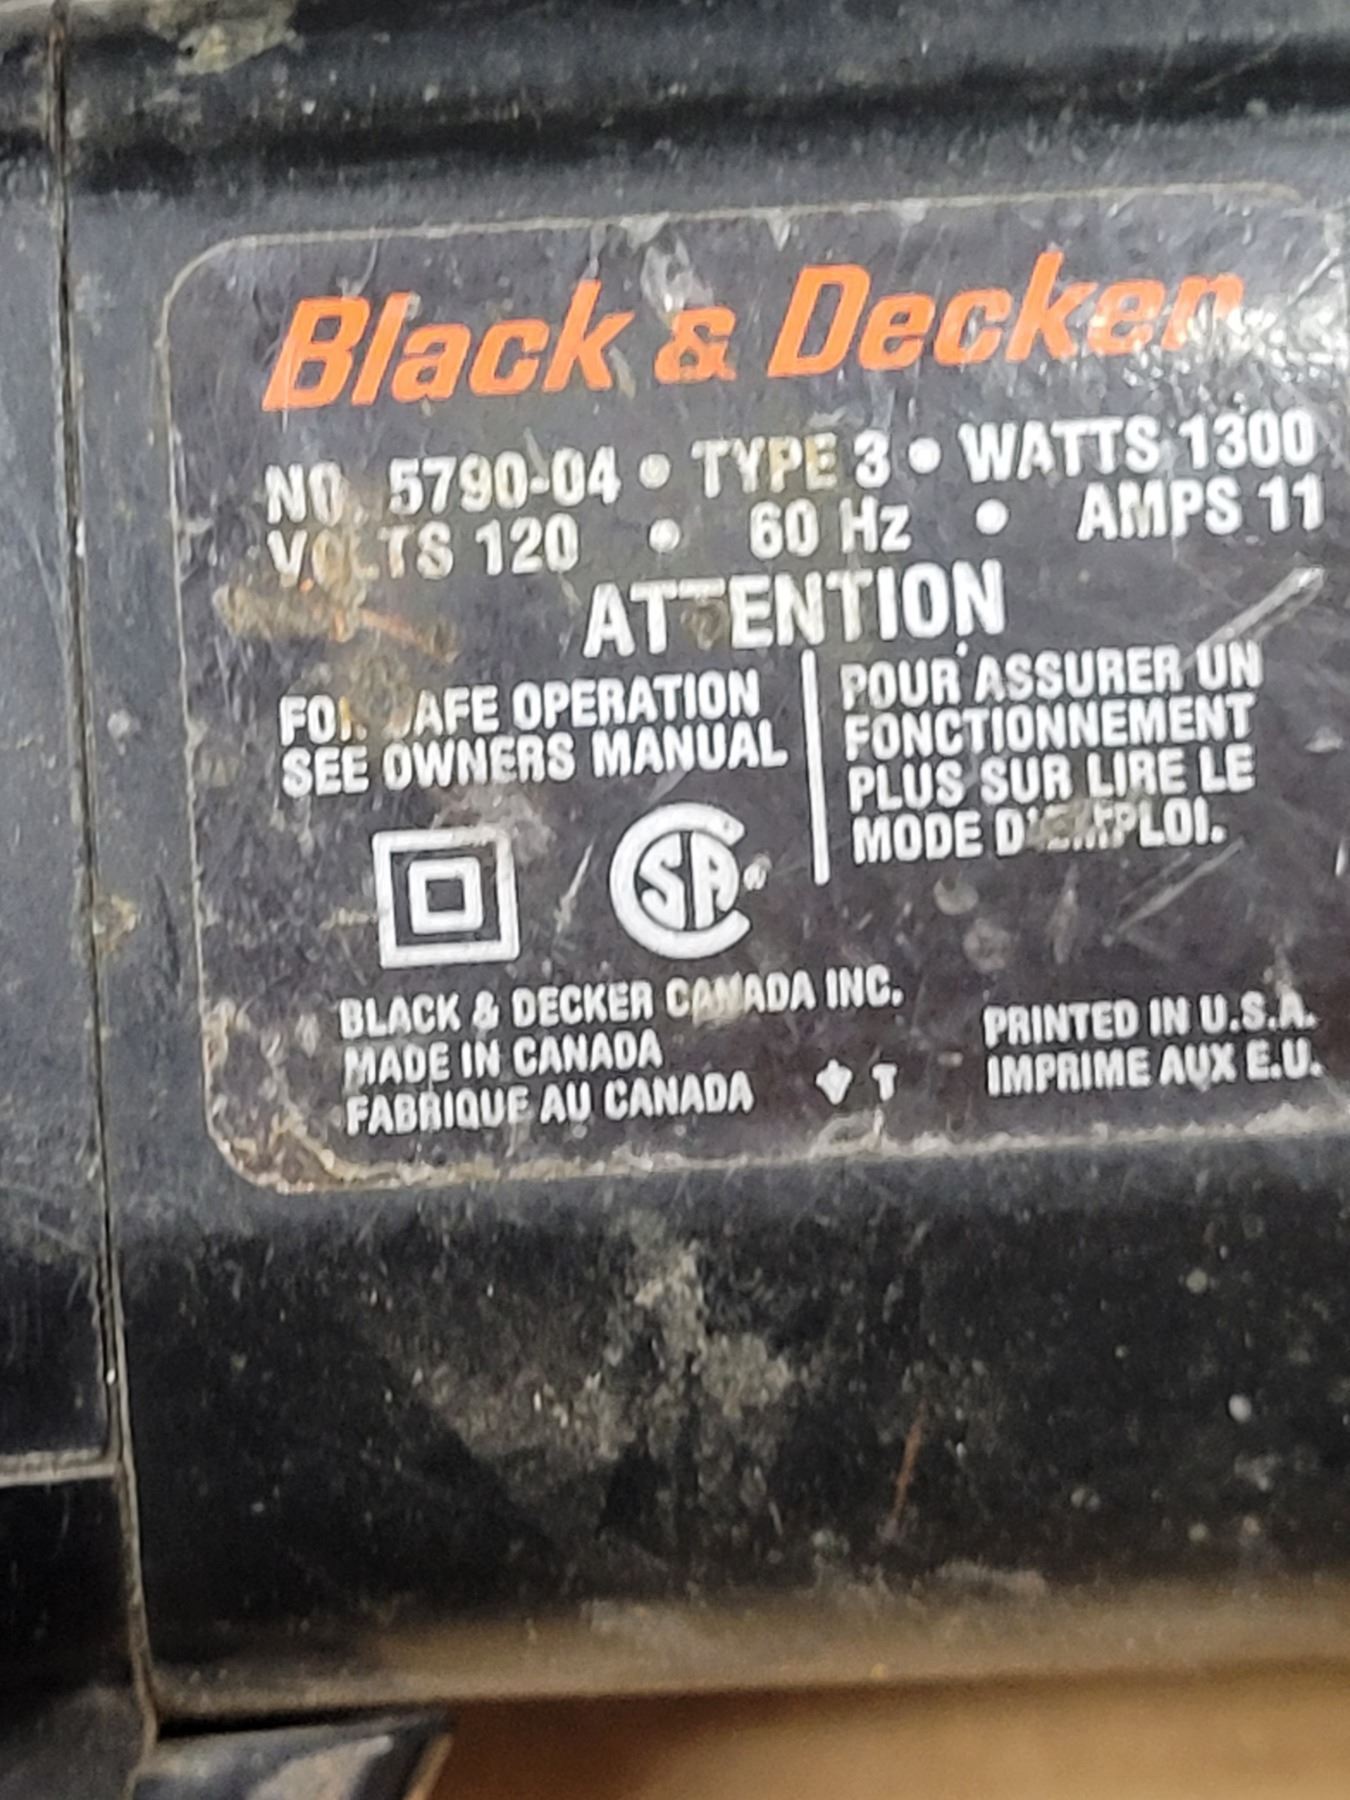 Black & Decker
NO. 5790-04 • TYPE 3 • WATTS 1300
VOLTS 120 • 60 Hz • AMPS 11
ATTENTION
FOR SAFE OPERATION
SEE OWNERS MANUAL
POUR ASSURER UN
FONCTIONNEMENT
PLUS SUR LIRE LE
MODE D'EMPLOI.
CSA
BLACK & DECKER CANADA INC.
MADE IN CANADA
FABRIQUE AU CANADA
T
PRINTED IN U.S.A.
IMPRIME AUX E.U.